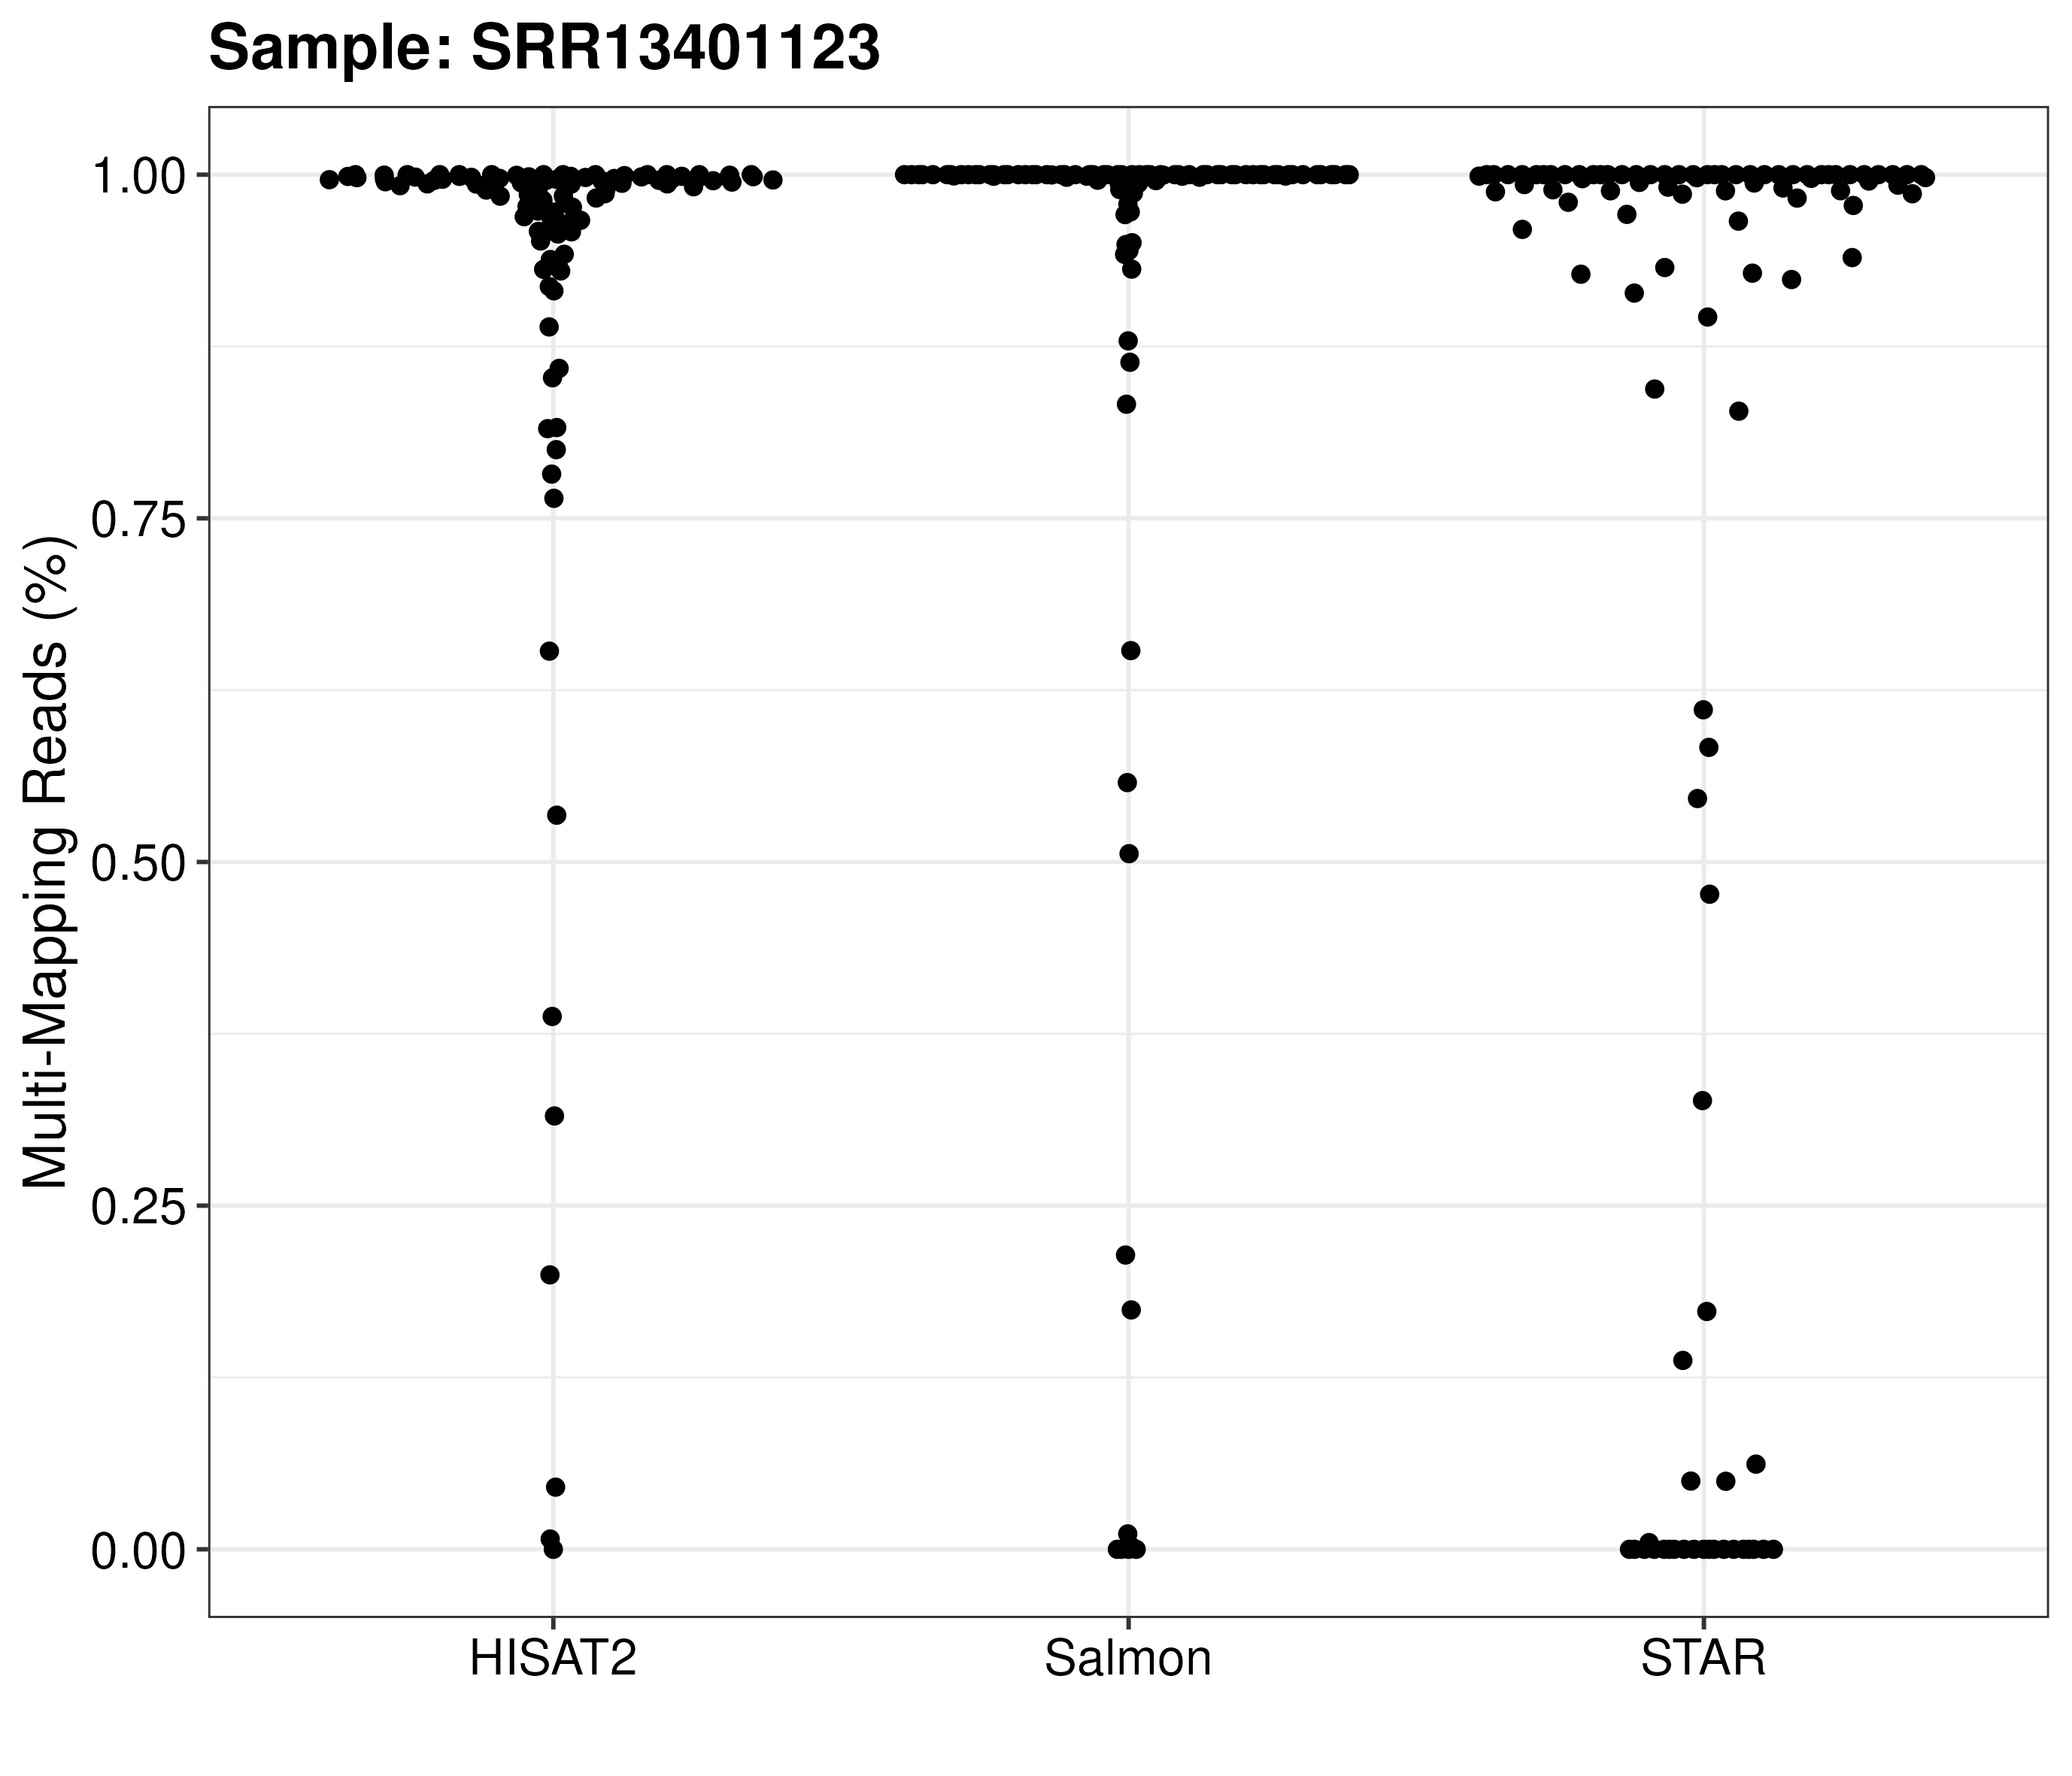 Sample: SRR13401123
Multi-Mapping Reads (%)
1.00
0.75
0.50
0.25
0.00
HISAT2
Salmon
STAR